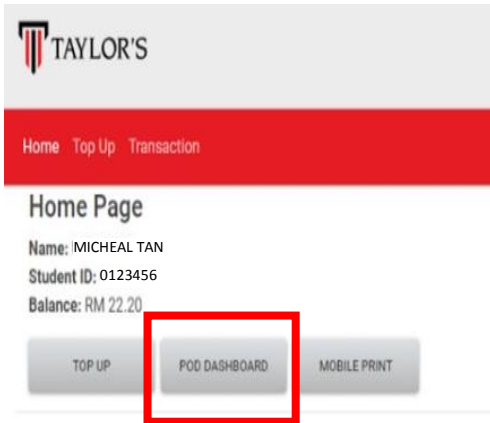 TAYLOR'S
Home Top Up Transaction
Home Page
Name: MICHEAL TAN
Student ID: 0123456
Balance: RM 22.20
TOP UP POD DASHBOARD MOBILE PRINT